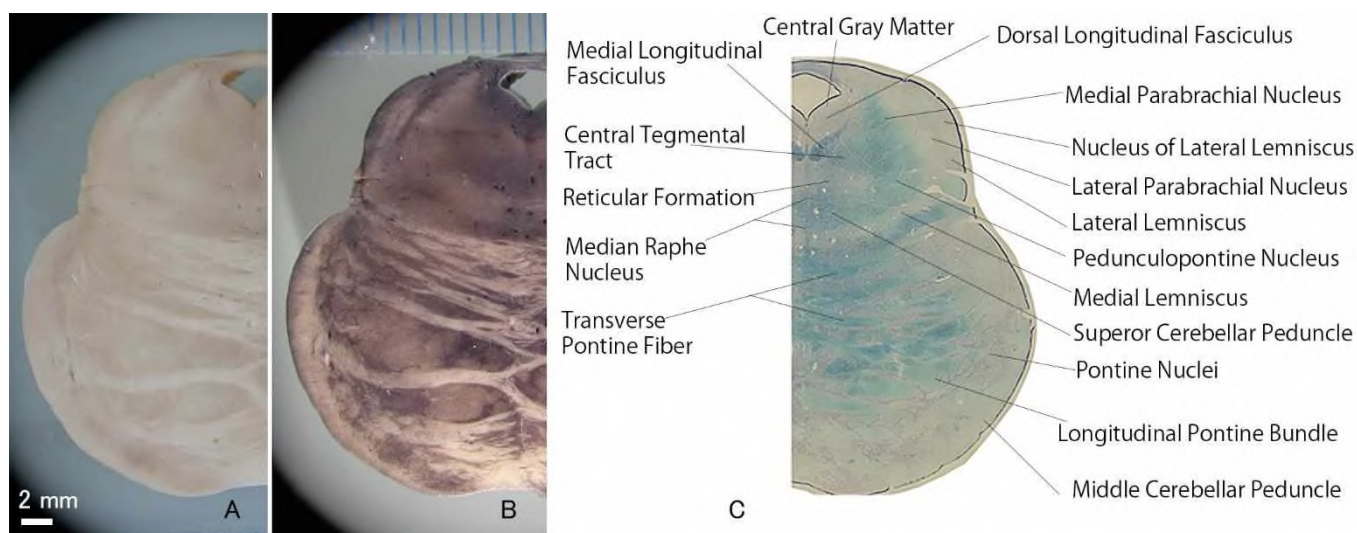 Central Gray Matter
Dorsal Longitudinal Fasciculus
Medial Longitudinal
Fasciculus
Medial Parabrachial Nucleus
Central Tegmental
Tract
Nucleus of Lateral Lemniscus
Lateral Parabrachial Nucleus
Reticular Formation
Lateral Lemniscus
Median Raphe
Nucleus
Pedunculopontine Nucleus
Medial Lemniscus
Transverse
Pontine Fiber
Superor Cerebellar Peduncle
Pontine Nuclei
Longitudinal Pontine Bundle
Middle Cerebellar Peduncle
2 mm
A
B
C